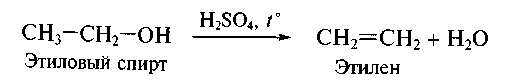 CH₃−CH₂−OH H₂SO₄, t° CH₂=CH₂ + H₂O
Этиловый спирт Этилен